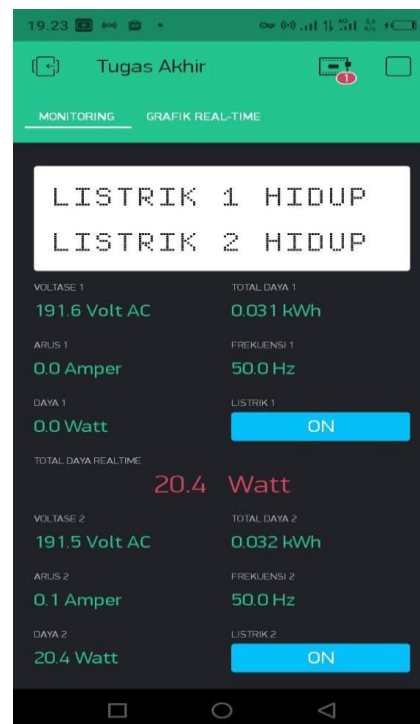 19.23
Tugas Akhir
1
MONITORING GRAFIK REAL-TIME
LISTRIK 1 HIDUP
LISTRIK 2 HIDUP
VOLTASE 1 TOTAL DAYA 1
191.6 Volt AC 0.031 kWh
ARUS 1 FREKUENSI 1
0.0 Amper 50.0 Hz
DAYA 1 LISTRIK 1
0.0 Watt ON
TOTAL DAYA REALTIME
20.4 Watt
VOLTASE 2 TOTAL DAYA 2
191.5 Volt AC 0.032 kWh
ARUS 2 FREKUENSI 2
0.1 Amper 50.0 Hz
DAYA 2 LISTRIK 2
20.4 Watt ON